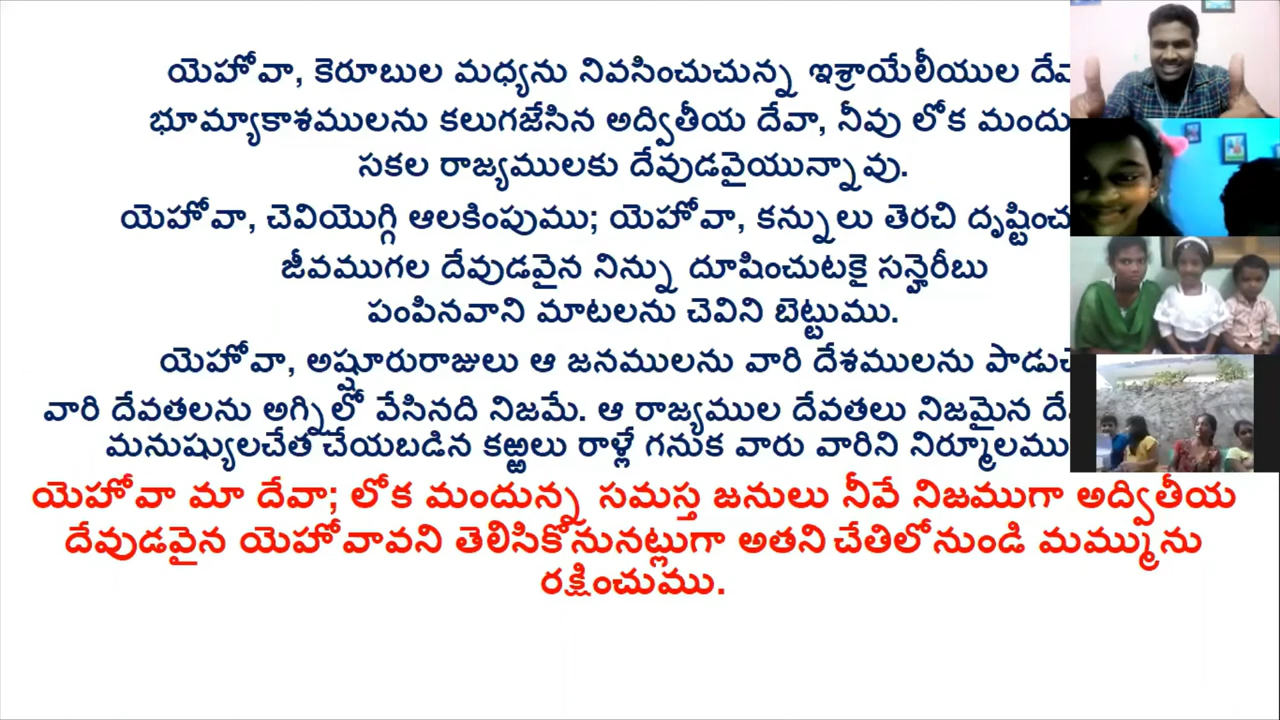 యెహోవా, కెరూబుల మధ్యను నివసించుచున్న ఇశ్రాయేలీయుల
భూమ్యాకాశములను కలుగజేసిన అద్వితీయ దేవా, నీవు లోక
సకల రాజ్యములకు దేవుడవైయున్నావు.
యెహోవా, చెవియొగ్గి ఆలకింపుము; యెహోవా, కన్నులు తెరచి
జీవముగల దేవుడవైన నిన్ను దూషించుటకై సన్హెరీబు
పంపినవాని మాటలను చెవిని బెట్టుము.
యెహోవా, అష్షూరురాజులు ఆ జనములను వారి దేశములను
వారి దేవతలను అగ్నిలో వేసినది నిజమే. ఆ రాజ్యముల దేవతలు నిజమైన
మనుష్యులచేత చేయబడిన కఱ్ఱలు రాళ్లే గనుక వారు వారిని
యెహోవా మా దేవా; లోక మందున్న సమస్త జనులు నీవే నిజముగా అద్వితీయ
దేవుడవైన యెహోవావని తెలిసికోనునట్లుగా అతని చేతిలోనుండి మమ్మును
రక్షించుము.